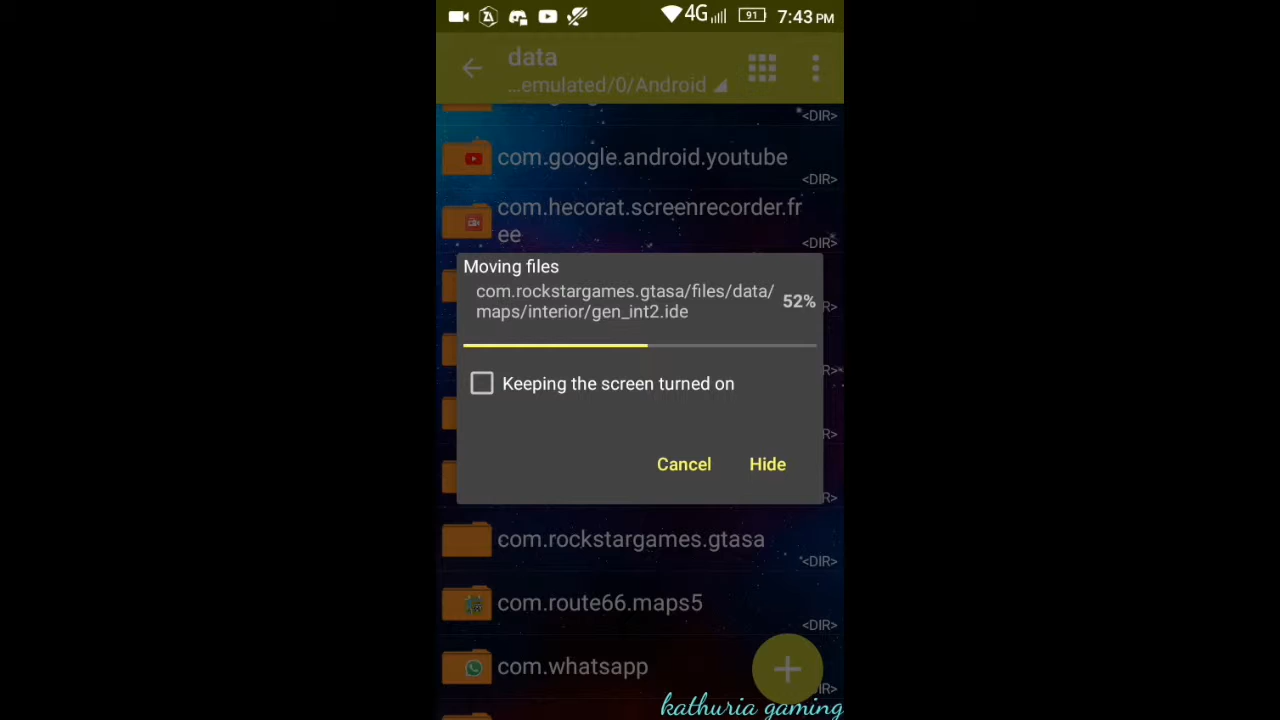 4G 91 7:43 PM
data
...emulated/0/Android
<DIR>
com.google.android.youtube
<DIR>
com.hecorat.screenrecorder.fr
ee
<DIR>
Moving files
com.rockstargames.gtasa/files/data/
maps/interior/gen_int2.ide
52%
R>
Keeping the screen turned on
R>
R>
Cancel Hide
R>
com.rockstargames.gtasa
<DIR>
com.route66.maps5
<DIR>
com.whatsapp
IR>
kathuria gaming